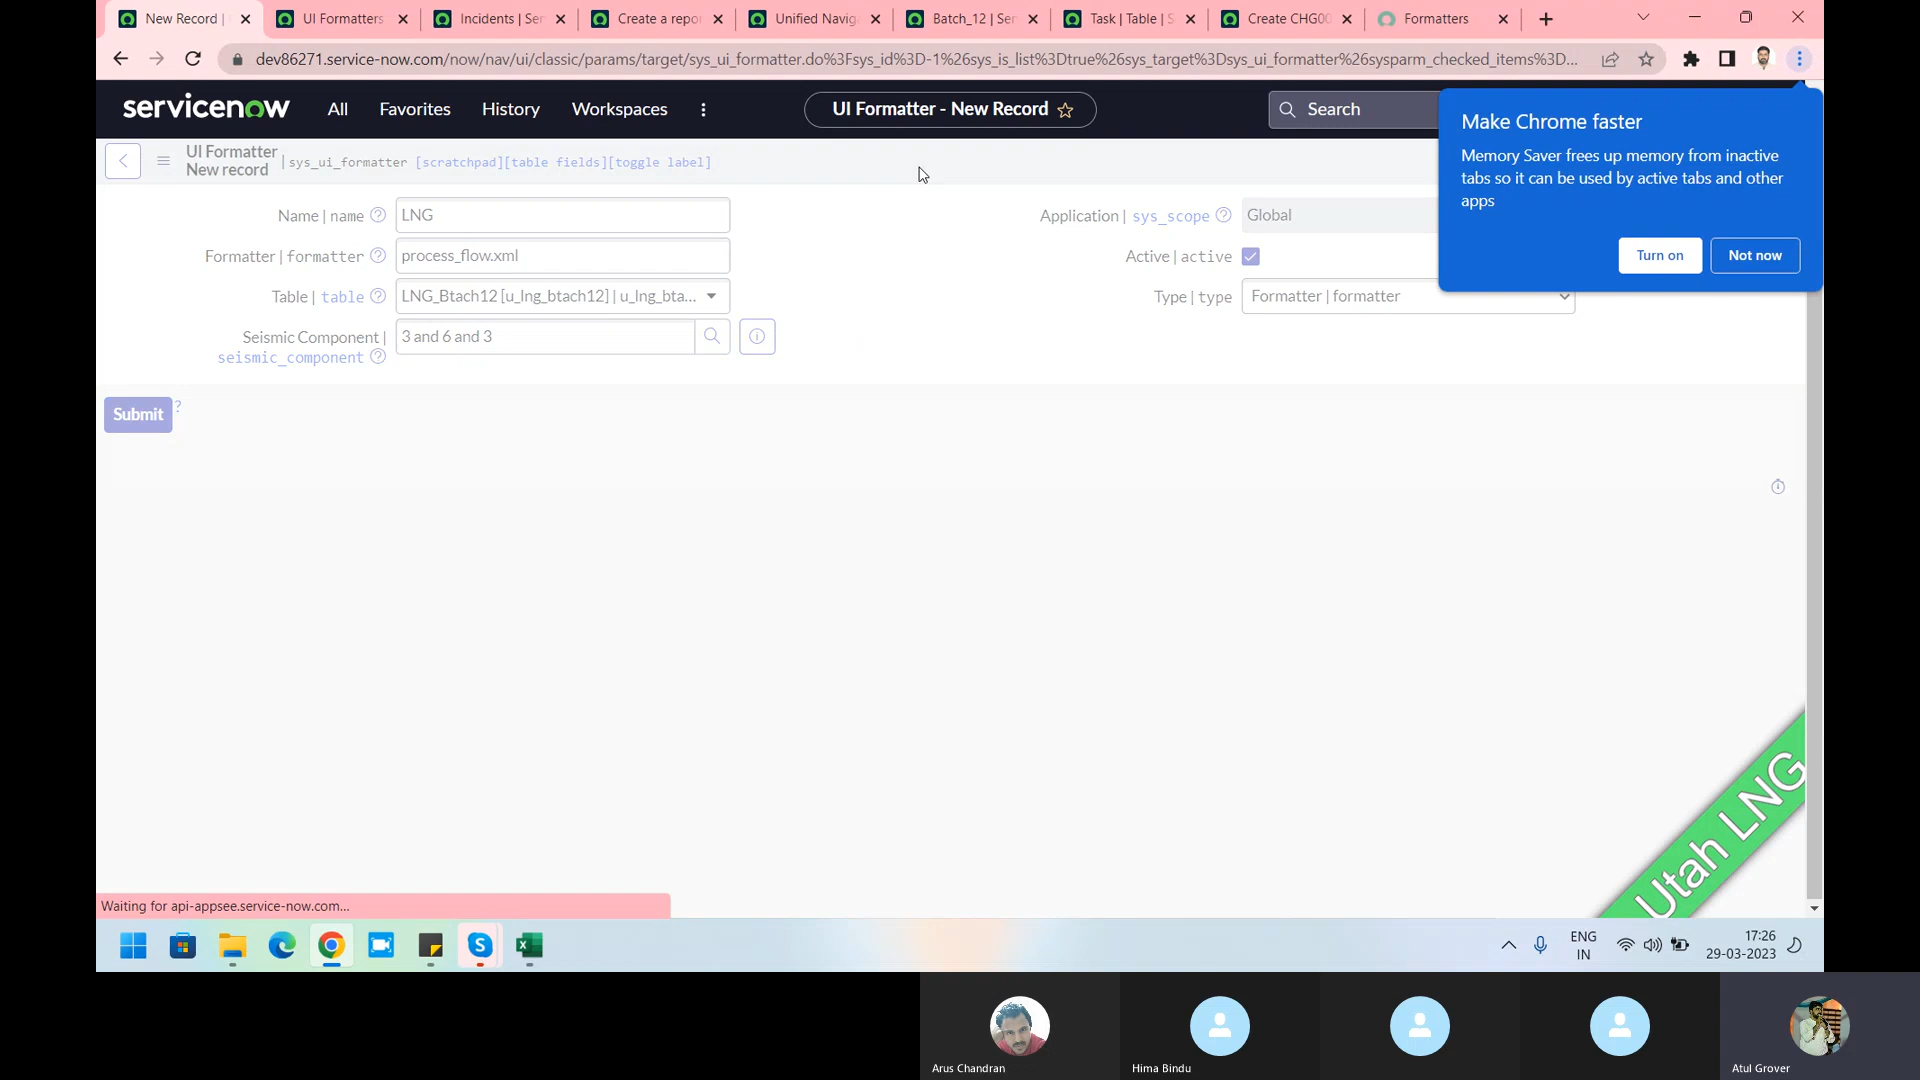 New Record |
UI Formatters
Incidents | Ser
Create a repo
Unified Navig
Batch_12 | Ser
Task | Table | S
Create CHG00
Formatters
dev86271.service-now.com/now/nav/ui/classic/params/target/sys_ui_formatter.do%3Fsys_id%3D-1%26sys_is_list%3Dtrue%26sys_target%3Dsys_ui_formatter%26sysparm_checked_items%3D...
servicenow
All
Favorites
History
Workspaces
UI Formatter - New Record
Search
Make Chrome faster
Memory Saver frees up memory from inactive
tabs so it can be used by active tabs and other
apps
Turn on
Not now
UI Formatter
New record
|sys_ui_formatter [scratchpad][table fields][toggle label]
Name | name
LNG
Application | sys_scope
Global
Formatter | formatter
process_flow.xml
Active | active
Table | table
LNG_Btach12 [u_lng_btach12] | u_lng_bta...
Type | type
Formatter | formatter
Seismic Component |
seismic_component
3 and 6 and 3
Submit
?
Utah LNG
Waiting for api-appsee.service-now.com...
ENG
IN
17:26
29-03-2023
Arus Chandran
Hima Bindu
Atul Grover